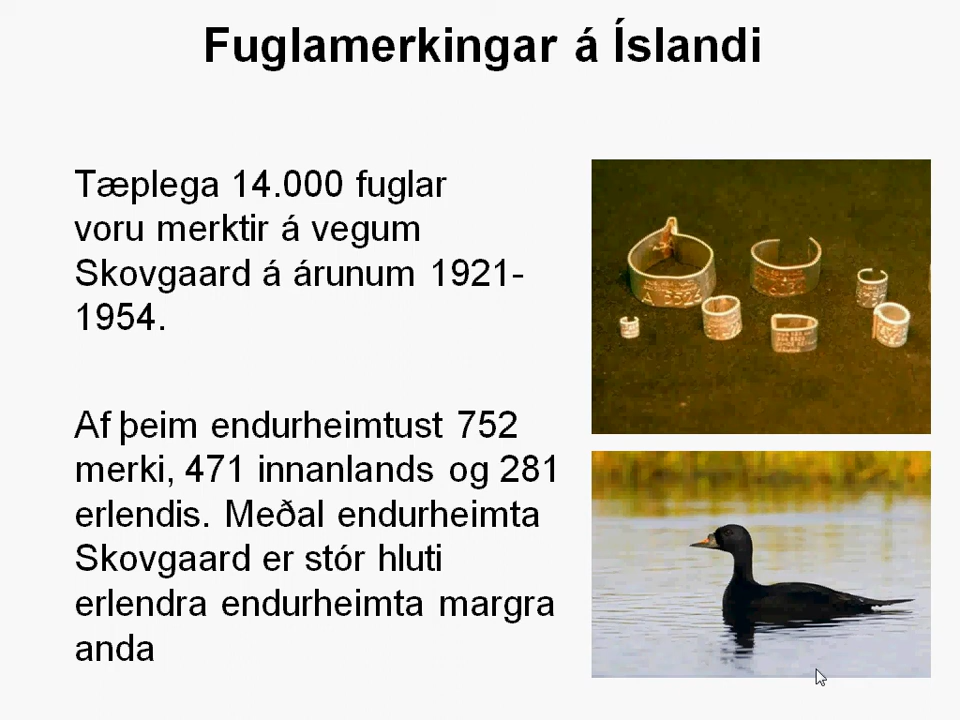 Fuglamerkingar á Íslandi
Tæplega 14.000 fuglar
voru merktir á vegum
Skovgaard á árunum 1921-
1954.
Af þeim endurheimtust 752
merki, 471 innanlands og 281
erlendis. Meðal endurheimta
Skovgaard er stór hluti
erlendra endurheimta margra
anda